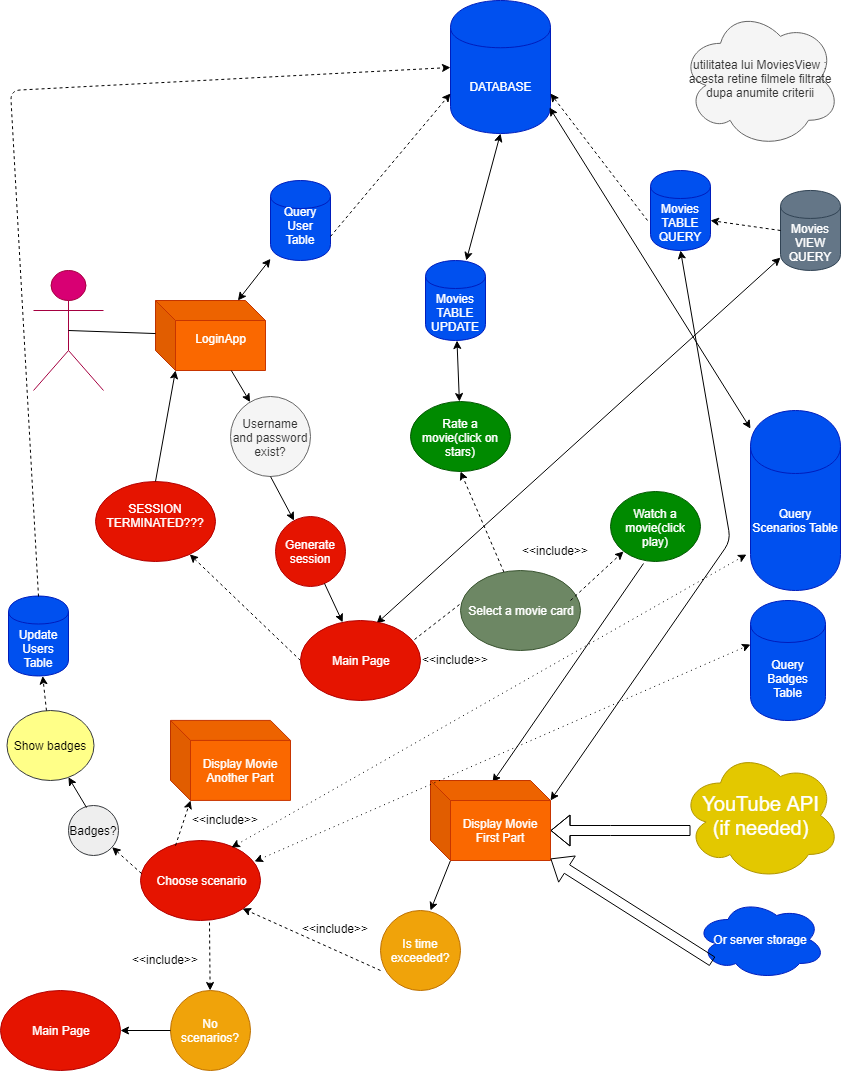 DATABASE
utilitatea lui MoviesView :
acesta retine filmele filtrate
dupa anumite criterii
Query
User
Table
Movies
TABLE
QUERY
Movies
VIEW
QUERY
Movies
TABLE
UPDATE
LoginApp
Username
and password
exist?
Rate a
movie(click on
stars)
SESSION
TERMINATED???
Generate
session
Watch a
movie(click
play)
<<include>>
Query
Scenarios Table
Select a movie card
Main Page
<<include>>
Update
Users
Table
Query
Badges
Table
Show badges
Display Movie
Another Part
<<include>>
Badges?
Display Movie
First Part
YouTube API
(if needed)
Choose scenario
<<include>>
Is time
exceeded?
Or server storage
<<include>>
Main Page
No
scenarios?